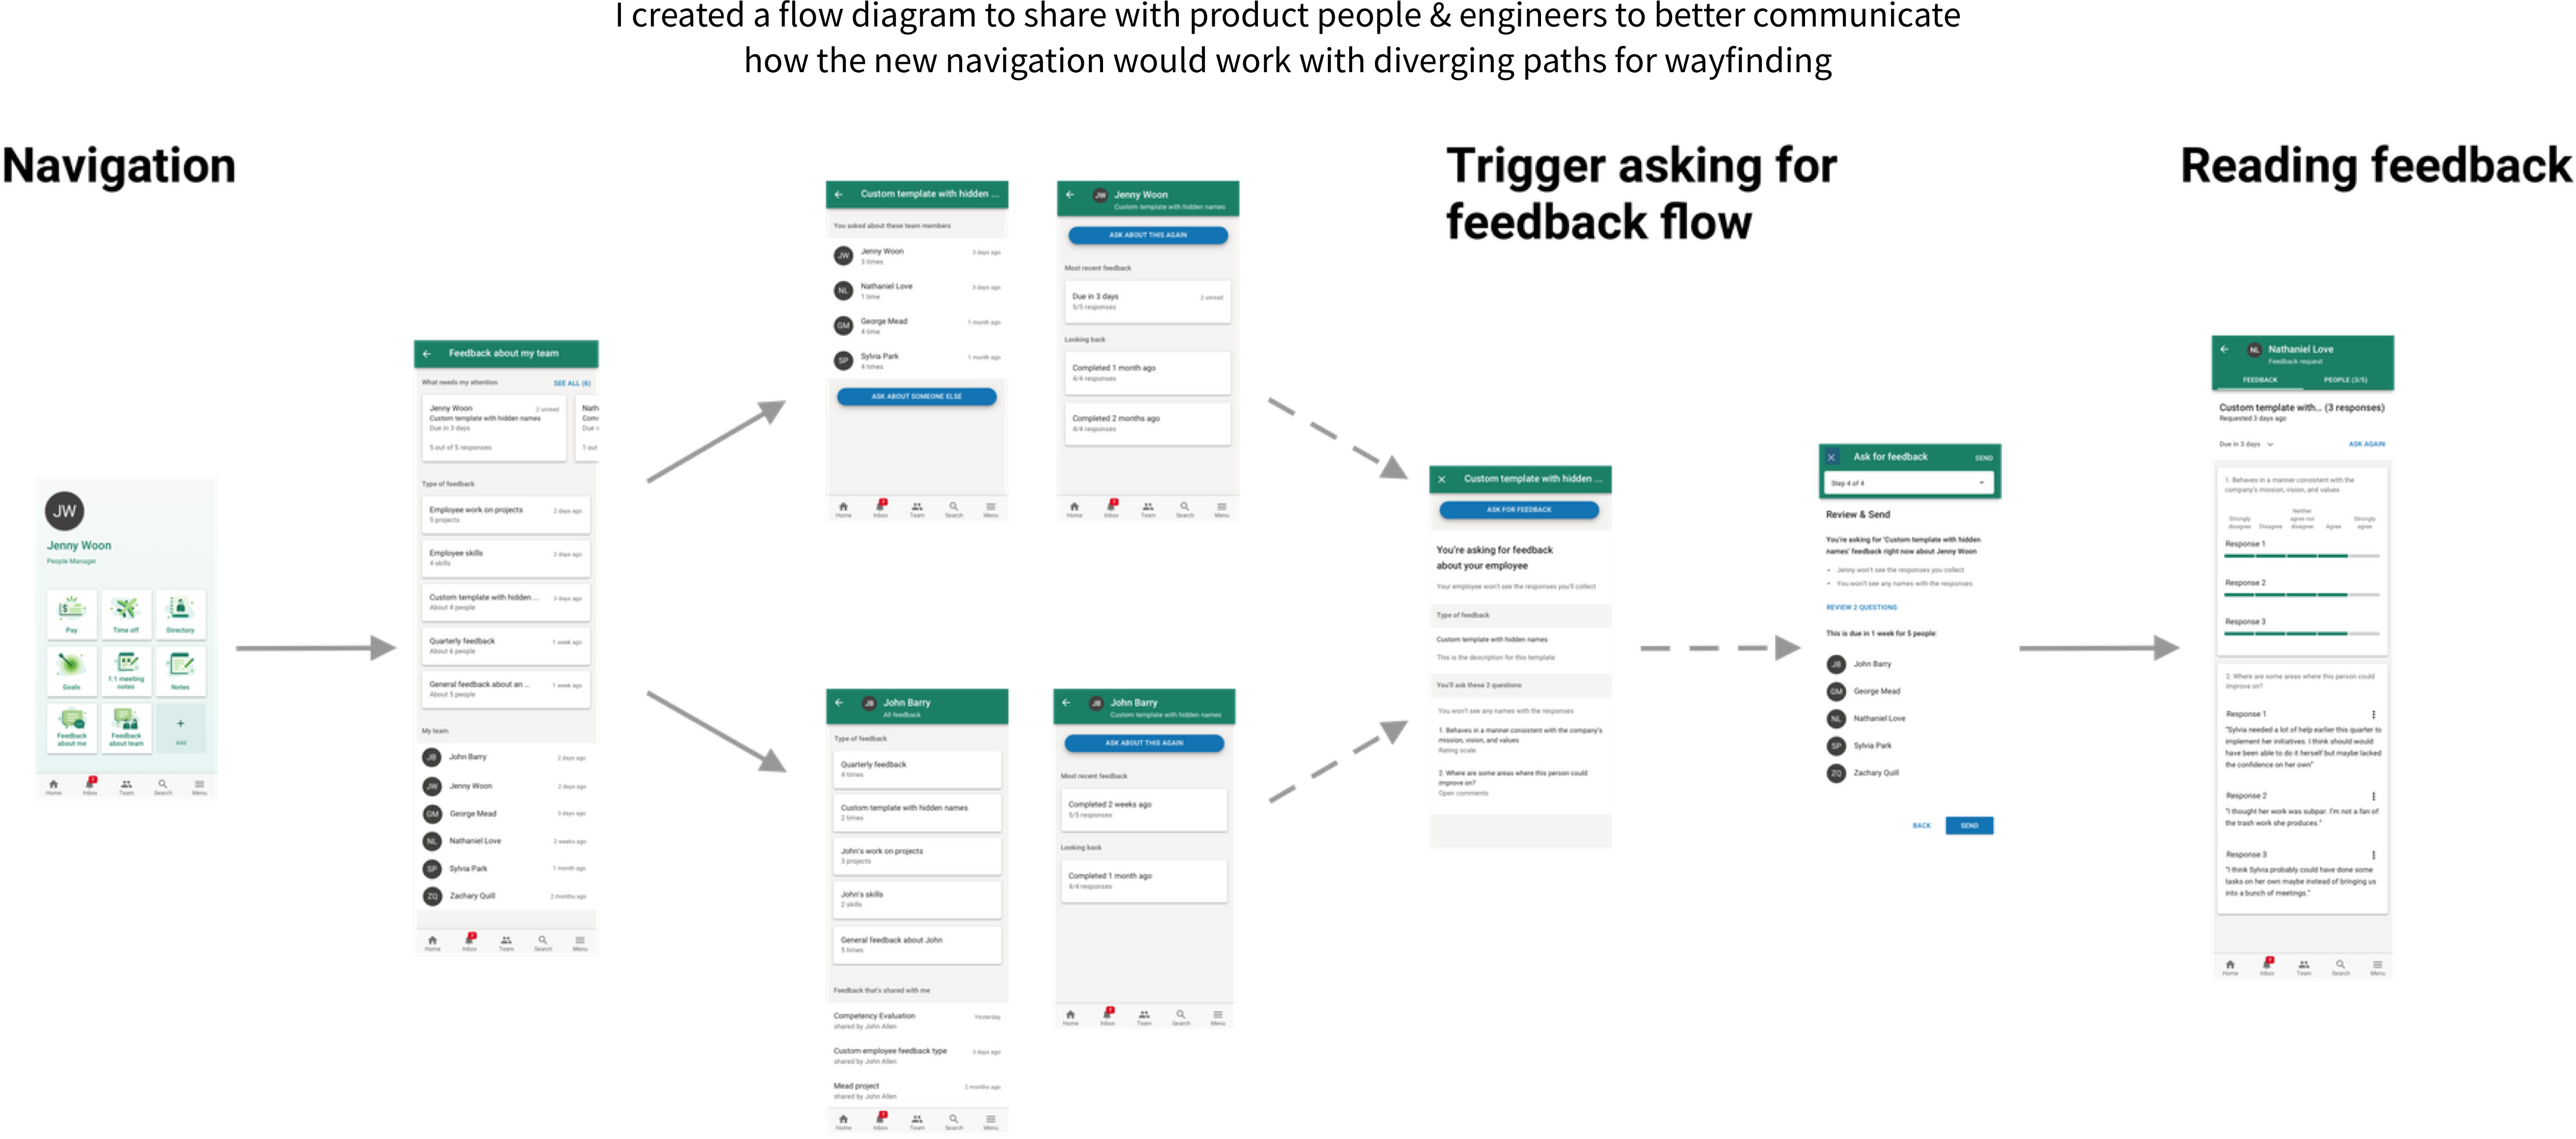 I created a flow diagram to share with product people & engineers to better communicate
how the new navigation would work with diverging paths for wayfinding
Navigation
Trigger asking for
feedback flow
Reading feedback
JW
Jenny Woon
People Manager
Pay
Time off
Directory
Goals
1:1 meeting
notes
Notes
Feedback
about me
Feedback
about team
+
Add
Home
Inbox
Team
Search
Menu
Feedback about my team
What needs my attention
SEE ALL (6)
Jenny Woon
2 unread
Custom template with hidden names
Due in 3 days
5 out of 5 responses
Nath
Due
1 out
Type of feedback
Employee work on projects
2 days ago
5 projects
Employee skills
2 days ago
4 skills
Custom template with hidden ...
3 days ago
About 4 people
Quarterly feedback
1 week ago
About 6 people
General feedback about an ...
1 week ago
About 5 people
My team
JB
John Barry
2 days ago
JW
Jenny Woon
2 days ago
GM
George Mead
3 days ago
NL
Nathaniel Love
2 weeks ago
SP
Sylvia Park
1 month ago
ZQ
Zachary Quill
2 months ago
Home
Inbox
Team
Search
Menu
Custom template with hidden ...
You asked about these team members
JW
Jenny Woon
3 days ago
3 times
NL
Nathaniel Love
3 days ago
1 time
GM
George Mead
1 month ago
4 time
SP
Sylvia Park
1 month ago
4 times
ASK ABOUT SOMEONE ELSE
Home
Inbox
Team
Search
Menu
JW
Jenny Woon
Custom template with hidden names
ASK ABOUT THIS AGAIN
Most recent feedback
Due in 3 days
2 unread
5/5 responses
Looking back
Completed 1 month ago
4/4 responses
Completed 2 months ago
4/4 responses
Home
Inbox
Team
Search
Menu
JB
John Barry
All feedback
Type of feedback
Quarterly feedback
4 times
Custom template with hidden names
2 times
John's work on projects
3 projects
John's skills
2 skills
General feedback about John
5 times
Feedback that's shared with me
Competency Evaluation
Yesterday
shared by John Allen
Custom employee feedback type
3 days ago
shared by John Allen
Mead project
2 months ago
shared by John Allen
Home
Inbox
Team
Search
Menu
JB
John Barry
Custom template with hidden names
ASK ABOUT THIS AGAIN
Most recent feedback
Completed 2 weeks ago
5/5 responses
Looking back
Completed 1 month ago
4/4 responses
Home
Inbox
Team
Search
Menu
Custom template with hidden ...
ASK FOR FEEDBACK
You're asking for feedback
about your employee
Your employee won't see the responses you'll collect
Type of feedback
Custom template with hidden names
This is the description for this template
You'll ask these 2 questions
You won't see any names with the responses
1. Behaves in a manner consistent with the company's
mission, vision, and values
Rating scale
2. Where are some areas where this person could
improve on?
Open comments
Ask for feedback
SEND
Step 4 of 4
Review & Send
You're asking for 'Custom template with hidden
names' feedback right now about Jenny Woon
• Jenny won't see the responses you collect
• You won't see any names with the responses
REVIEW 2 QUESTIONS
This is due in 1 week for 5 people:
JB
John Barry
GM
George Mead
NL
Nathaniel Love
SP
Sylvia Park
ZQ
Zachary Quill
BACK
SEND
NL
Nathaniel Love
Feedback request
FEEDBACK
PEOPLE (3/5)
Custom template with... (3 responses)
Requested 3 days ago
Due in 3 days
ASK AGAIN
1. Behaves in a manner consistent with the
company's mission, vision, and values
Strongly
disagree
Disagree
Neither
agree nor
disagree
Agree
Strongly
agree
Response 1
Response 2
Response 3
2. Where are some areas where this person could
improve on?
Response 1
"Sylvia needed a lot of help earlier this quarter to
implement her initiatives. I think should would
have been able to do it herself but maybe lacked
the confidence on her own"
Response 2
"I thought her work was subpar. I'm not a fan of
the trash work she produces."
Response 3
"I think Sylvia probably could have done some
tasks on her own maybe instead of bringing us
into a bunch of meetings."
Home
Inbox
Team
Search
Menu